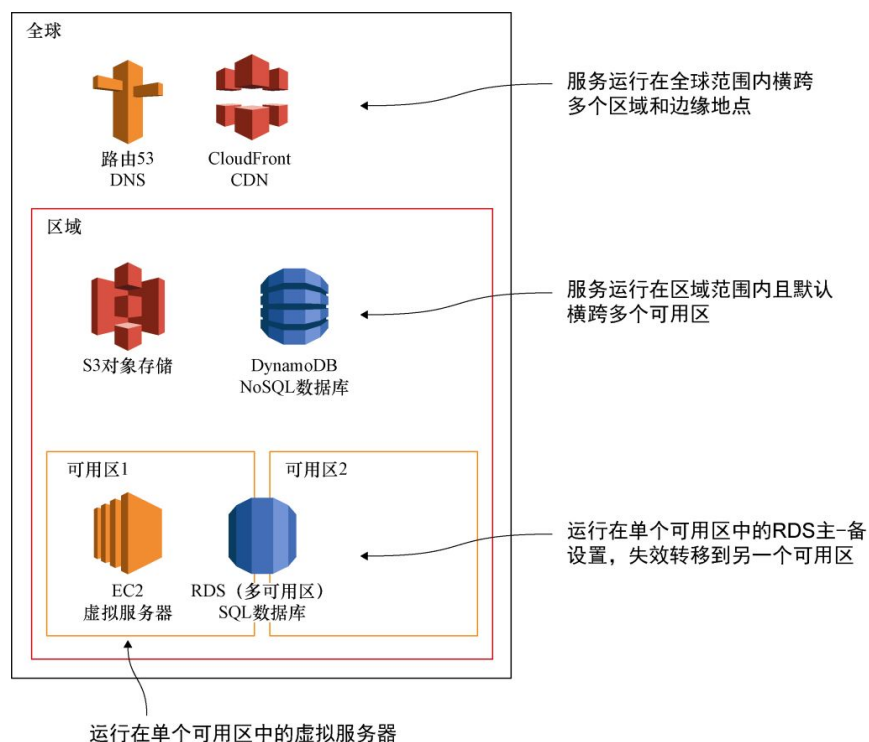 全球
服务运行在全球范围内横跨
多个区域和边缘地点
路由53
DNS
CloudFront
CDN
区域
服务运行在区域范围内且默认
横跨多个可用区
S3对象存储
DynamoDB
NoSQL数据库
可用区1
可用区2
运行在单个可用区中的RDS主-备
设置，失效转移到另一个可用区
EC2
虚拟服务器
RDS（多可用区）
SQL数据库
运行在单个可用区中的虚拟服务器